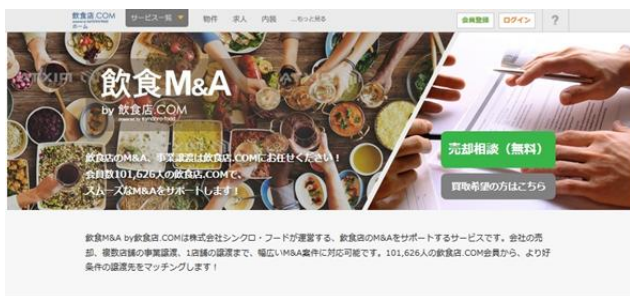 飲食店.COM
ホーム
サービス一覧 ▼
物件
求人
内装
...もっと見る
会員登録
ログイン
?
飲食M&A
by 飲食店.COM
飲食店のM&A、事業譲渡は飲食店.COMにお任せください！
会員数101,626人の飲食店.COMで、
スムーズなM&Aをサポートします！
売却相談（無料）
買取希望の方はこちら
飲食M&A by飲食店.COMは株式会社シンクロ・フードが運営する、飲食店のM&Aをサポートするサービスです。会社の売
却、複数店舗の事業譲渡、1店舗の譲渡まで、幅広いM&A案件に対応可能です。101,626人の飲食店.COM会員から、より好
条件の譲渡先をマッチングします！